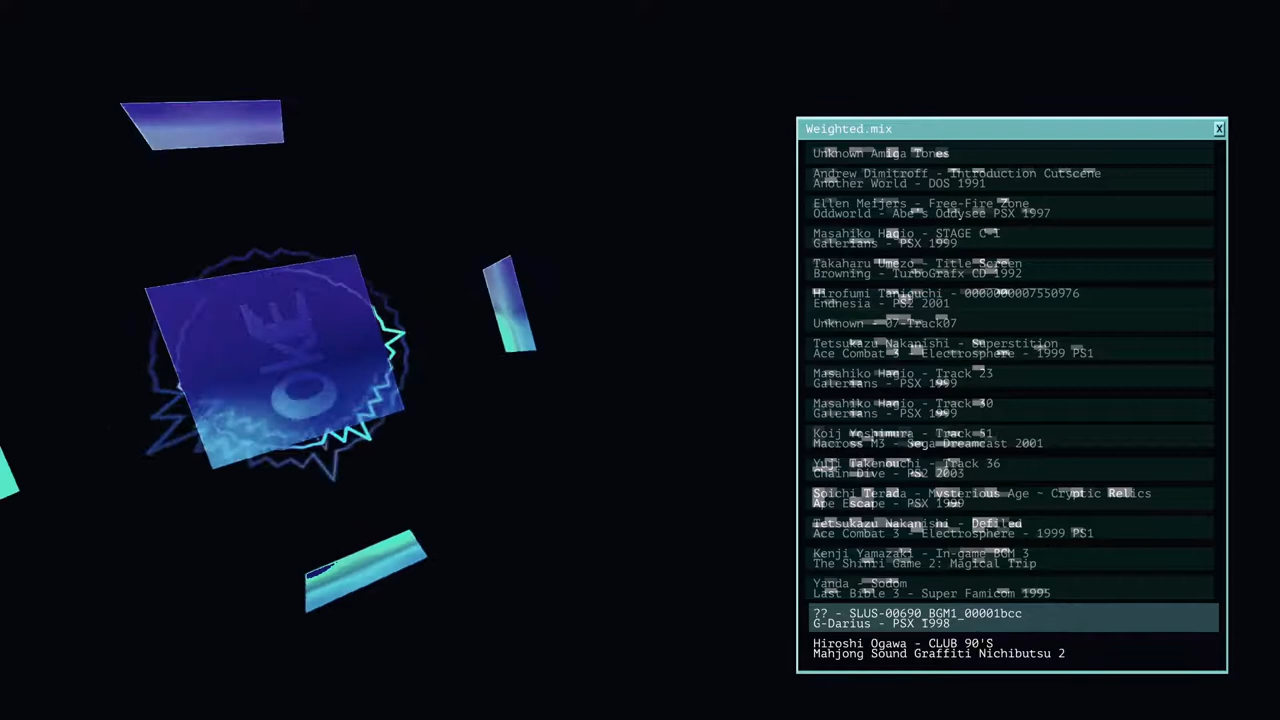 Weighted.mix
X
Unknown Amiga Tones
Andrew Dimitroff - Introduction Cutscene
Another World - DOS 1991
Ellen Meijers - Free-Fire Zone
Oddworld - Abe's Oddysee PSX 1997
Masahiko Hagio - STAGE C-1
Galerians - PSX 1999
Takaharu Umezo - Title Screen
Browning - TurboGrafx CD 1992
Hirofumi Taniguchi - 0000000007550976
Endnesia - PS2 2001
Unknown - 07-Track07
Tetsukazu Nakanishi - Superstition
Ace Combat 3 - Electrosphere - 1999 PS1
Masahiko Hagio - Track 23
Galerians - PSX 1999
Masahiko Hagio - Track 30
Galerians - PSX 1999
Koij Yoshimura - Track 51
Macross M3 - Sega Dreamcast 2001
Yuji Takenouchi - Track 36
Chain Dive - PS2 2003
Soichi Terada - Mysterious Age ~ Cryptic Relics
Ape Escape - PSX 1999
Tetsukazu Nakanishi - Defiled
Ace Combat 3 - Electrosphere - 1999 PS1
Kenji Yamazaki - In-game BGM 3
The Shinri Game 2: Magical Trip
Yanda - Sodom
Last Bible 3 - Super Famicom 1995
?? - SLUS-00690_BGM1_00001bcc
G-Darius - PSX 1998
Hiroshi Ogawa - CLUB 90'S
Mahjong Sound Graffiti Nichibutsu 2